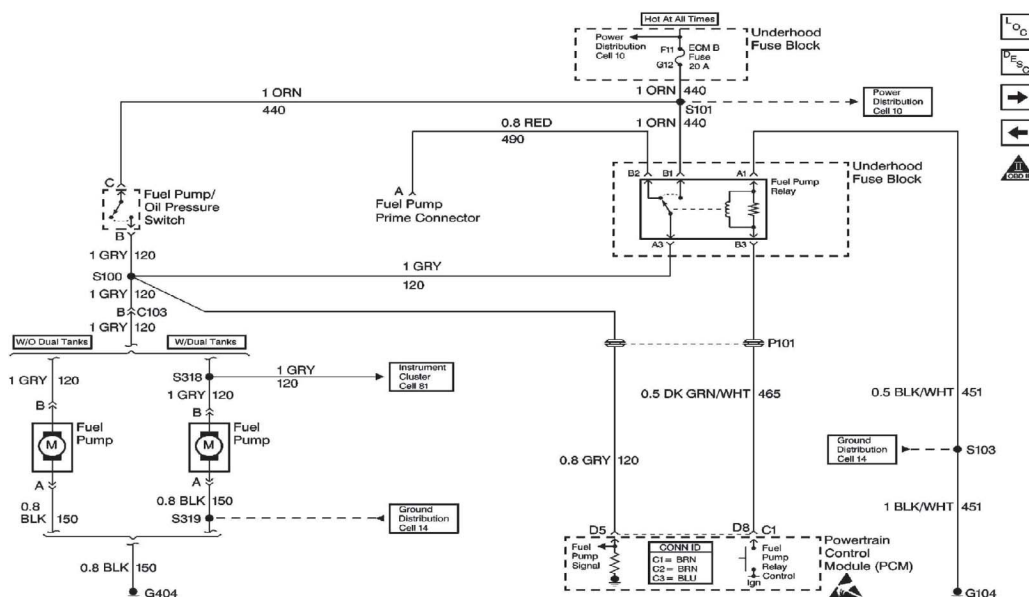 Hot At All Times
Power
Distribution
Cell 10
F11
G12
ECM B
Fuse
20 A
Underhood
Fuse Block
L O C
D E S C
1 ORN
440
1 ORN 440
S101
1 ORN 440
Power
Distribution
Cell 10
0.8 RED
490
B2 B1 A1
Underhood
Fuse Block
Fuel Pump
Relay
A3 B3
II
OBD II
C
Fuel Pump/
Oil Pressure
Switch
B
A
Fuel Pump
Prime Connector
1 GRY 120
S100
1 GRY
120
1 GRY 120
B C103
1 GRY 120
W/O Dual Tanks
W/Dual Tanks
P101
1 GRY 120
S318
1 GRY
120
Instrument
Cluster
Cell 81
1 GRY 120
B
B
M
Fuel
Pump
M
Fuel
Pump
A
A
0.5 DK GRN/WHT 465
0.5 BLK/WHT 451
Ground
Distribution
Cell 14
S103
0.8 GRY 120
0.8
BLK 150
0.8 BLK 150
S319
Ground
Distribution
Cell 14
1 BLK/WHT 451
0.8 BLK 150
G404
D5
D8 C1
Fuel
Pump
Signal
CONN ID
C1 = BRN
C2 = BRN
C3 = BLU
Fuel
Pump
Relay
Control
Ign
Powertrain
Control
Module (PCM)
G104